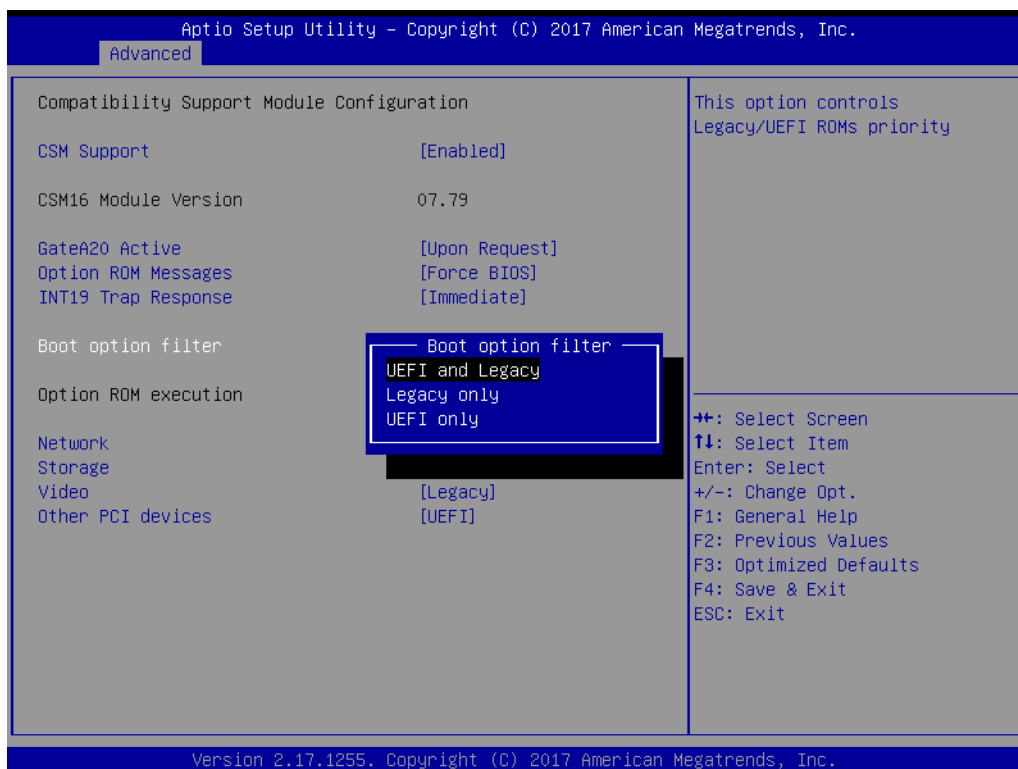 Aptio Setup Utility – Copyright (C) 2017 American Megatrends, Inc.
Advanced
Compatibility Support Module Configuration
CSM Support [Enabled]
CSM16 Module Version 07.79
GateA20 Active [Upon Request]
Option ROM Messages [Force BIOS]
INT19 Trap Response [Immediate]
Boot option filter
Option ROM execution
Network
Storage
Video [Legacy]
Other PCI devices [UEFI]
Boot option filter
UEFI and Legacy
Legacy only
UEFI only
This option controls
Legacy/UEFI ROMs priority
→←: Select Screen
↑↓: Select Item
Enter: Select
+/-: Change Opt.
F1: General Help
F2: Previous Values
F3: Optimized Defaults
F4: Save & Exit
ESC: Exit
Version 2.17.1255. Copyright (C) 2017 American Megatrends, Inc.